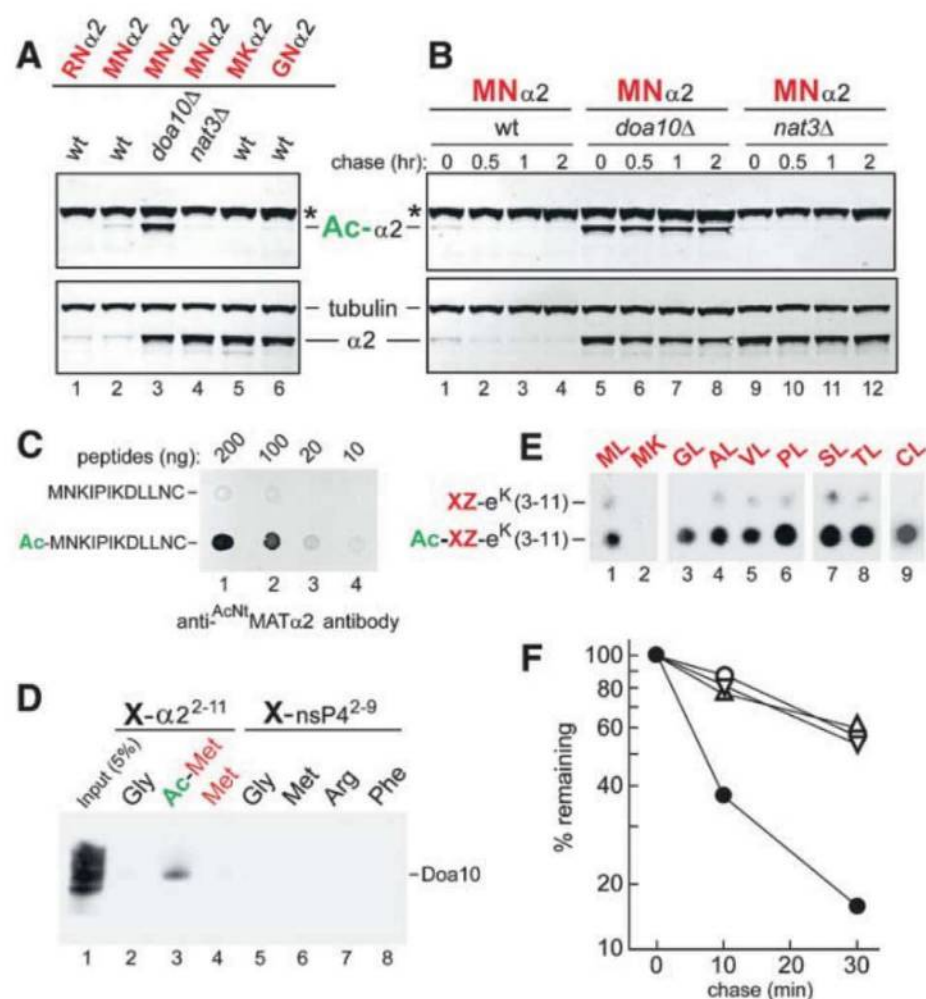 A
RNα2 MNα2 MNα2 MNα2 MKα2 GNα2
wt wt doa10Δ nat3Δ wt wt
*
Ac-α2
tubulin
α2
1 2 3 4 5 6
B
MNα2 MNα2 MNα2
wt doa10Δ nat3Δ
chase (hr): 0 0.5 1 2 0 0.5 1 2 0 0.5 1 2
*
1 2 3 4 5 6 7 8 9 10 11 12
C
peptides (ng): 200 100 20 10
MNKIPIKDLLNC
Ac-MNKIPIKDLLNC
1 2 3 4
anti-AcNtMATα2 antibody
E
ML MK GL AL VL PL SL TL CL
XZ-eK(3-11)
Ac-XZ-eK(3-11)
1 2 3 4 5 6 7 8 9
D
X-α22-11 X-nsP42-9
Input (5%) Gly Ac-Met Met Gly Met Arg Phe
Doa10
1 2 3 4 5 6 7 8
F
% remaining
100
80
60
40
20
10
0 10 20 30
chase (min)